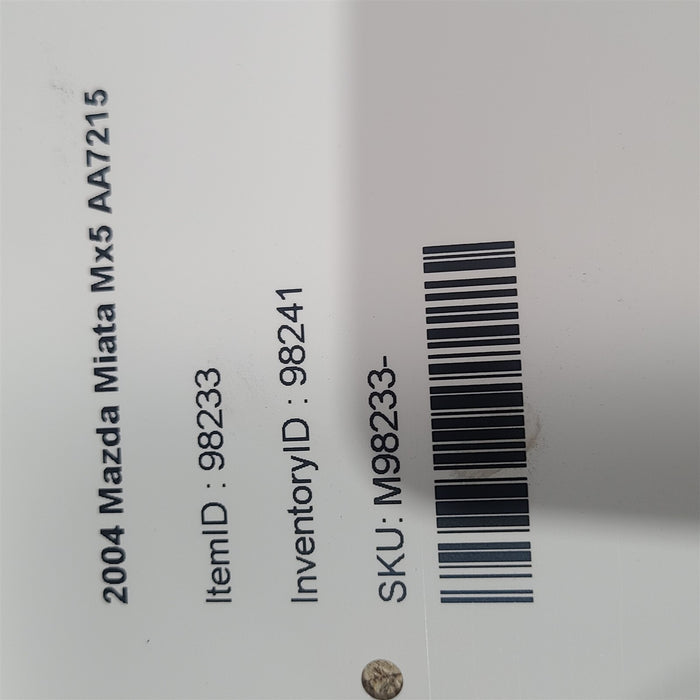 2004 Mazda Miata Mx5 AA7215
ItemID : 98233
InventoryID : 98241
SKU: M98233-